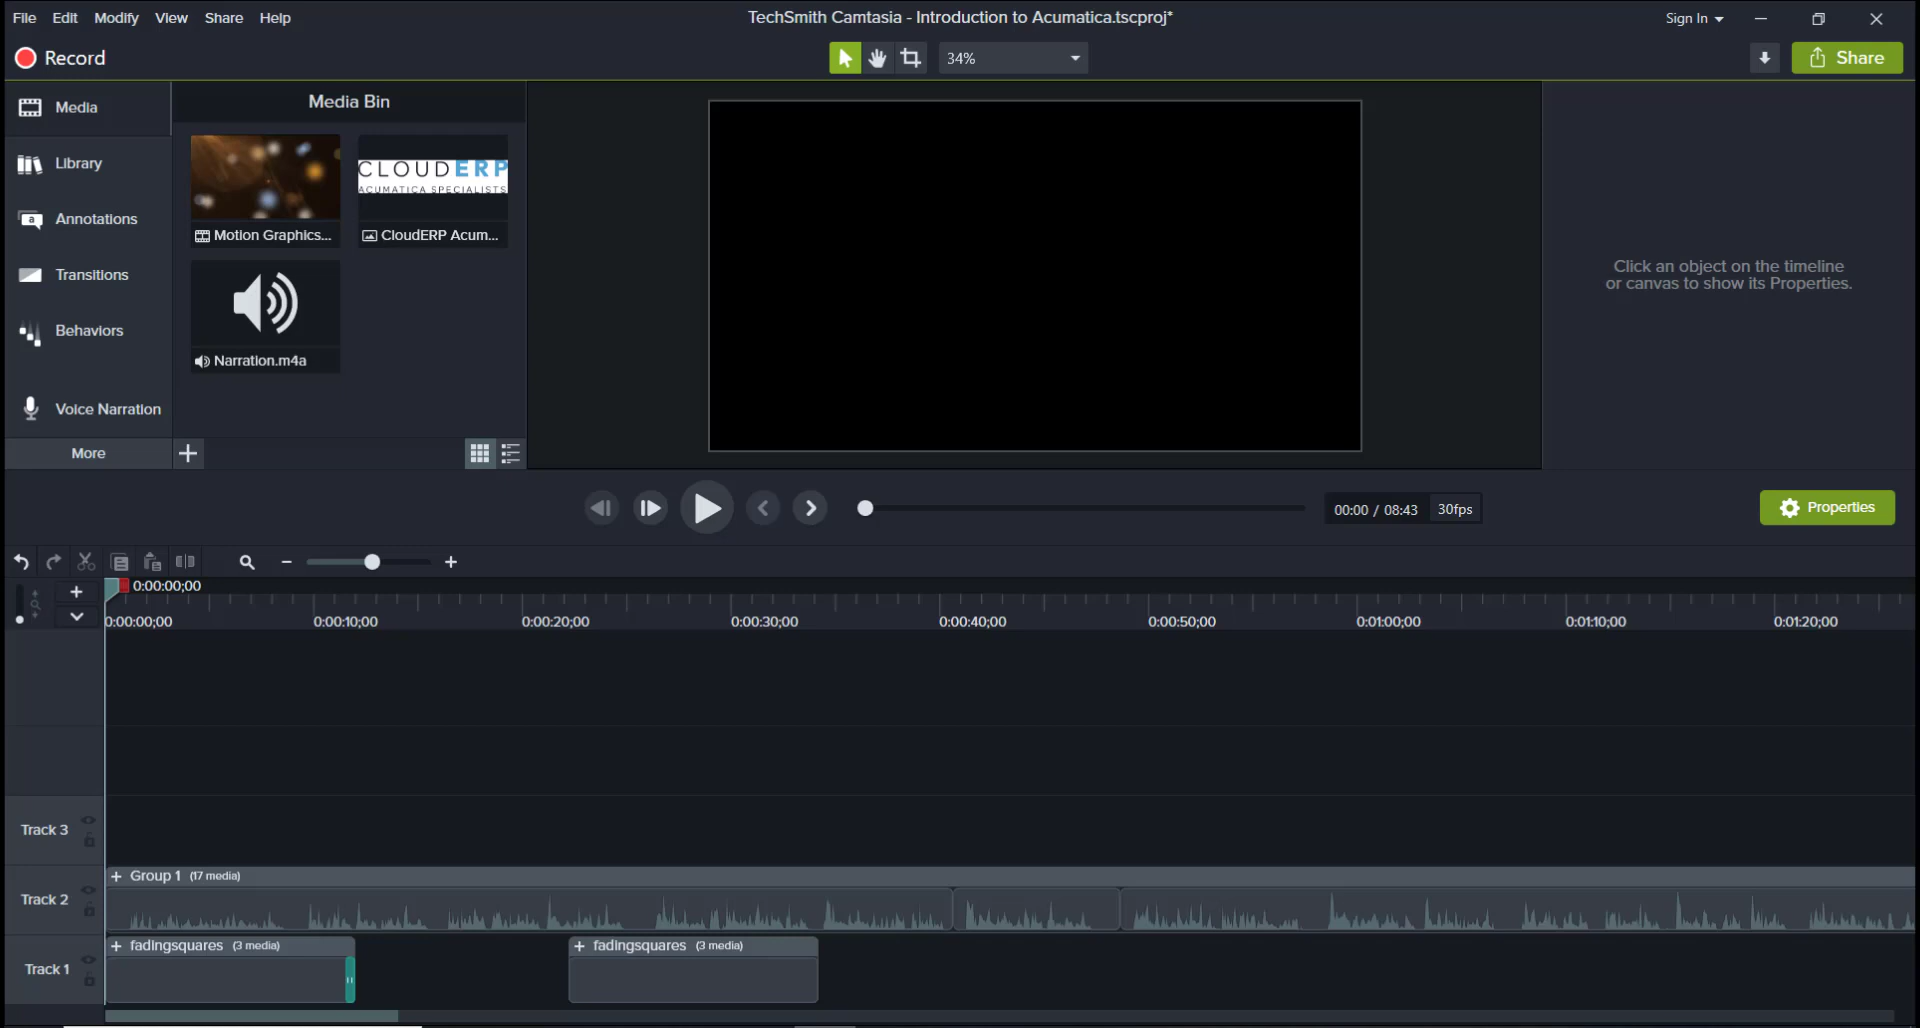 File Edit Modify View Share Help
TechSmith Camtasia - Introduction to Acumatica.tscproj*
Sign In
Record
34%
Share
Media
Media Bin
Library
Annotations
Transitions
Behaviors
Voice Narration
More
CLOUDERP
ACUMATICA SPECIALISTS
Motion Graphics...
CloudERP Acum...
Narration.m4a
Click an object on the timeline
or canvas to show its Properties.
00:00 / 08:43
30fps
Properties
0:00:00;00
0:00:00;00
0:00:10;00
0:00:20;00
0:00:30;00
0:00:40;00
0:00:50;00
0:01:00;00
0:01:10;00
0:01:20;00
Track 3
Track 2
+ Group 1 (17 media)
Track 1
+ fadingsquares (3 media)
+ fadingsquares (3 media)